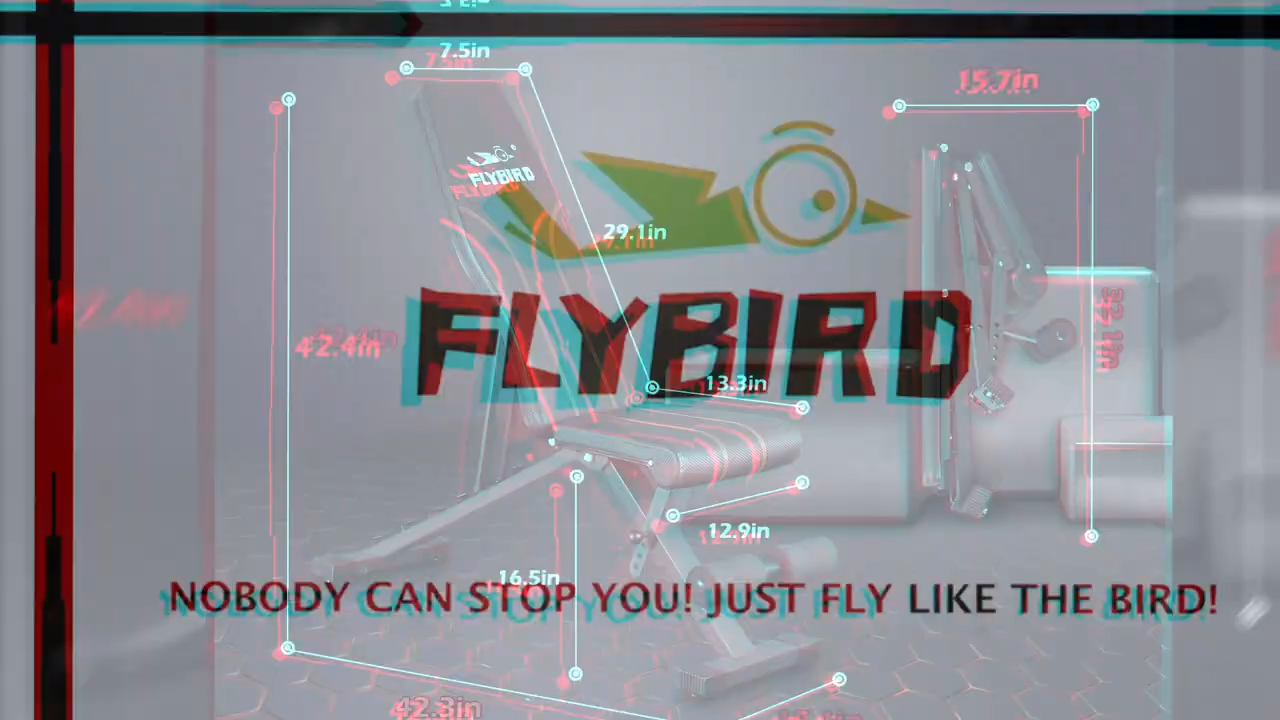 7.5in
15.7in
FLYBIRD
29.1in
FLYBIRD
42.4in
13.3in
12.9in
16.5in
NOBODY CAN STOP YOU! JUST FLY LIKE THE BIRD!
42.3in